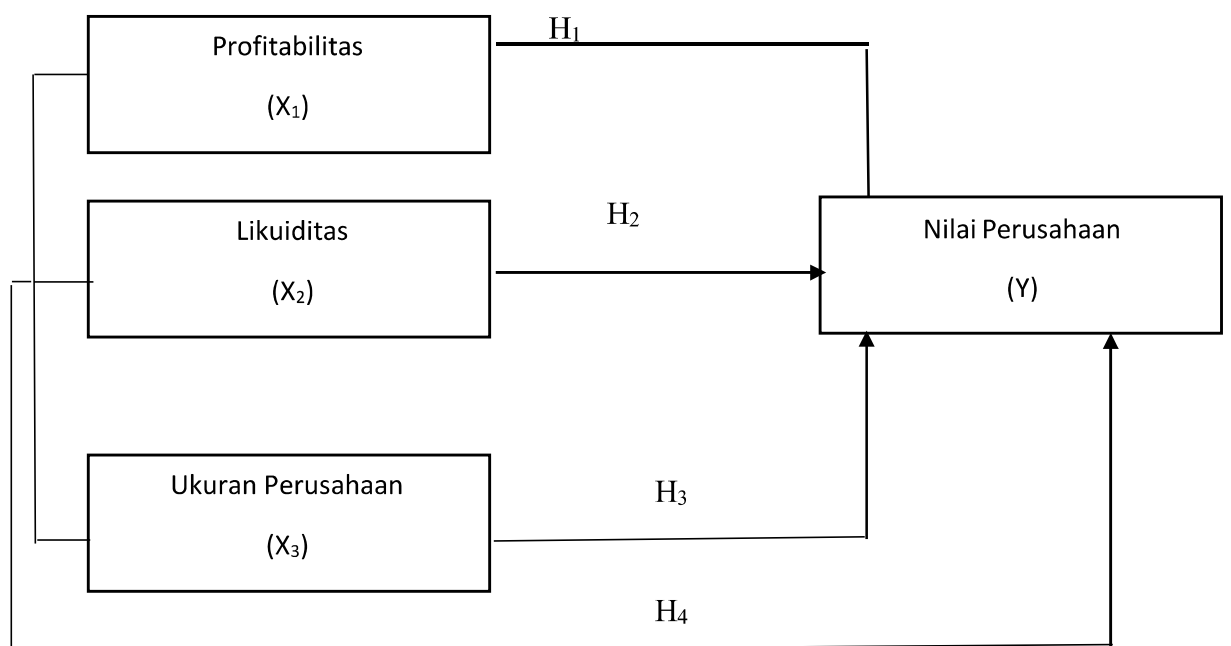 Profitabilitas
(X₁)
H₁
Likuiditas
(X₂)
H₂
Nilai Perusahaan
(Y)
Ukuran Perusahaan
(X₃)
H₃
H₄